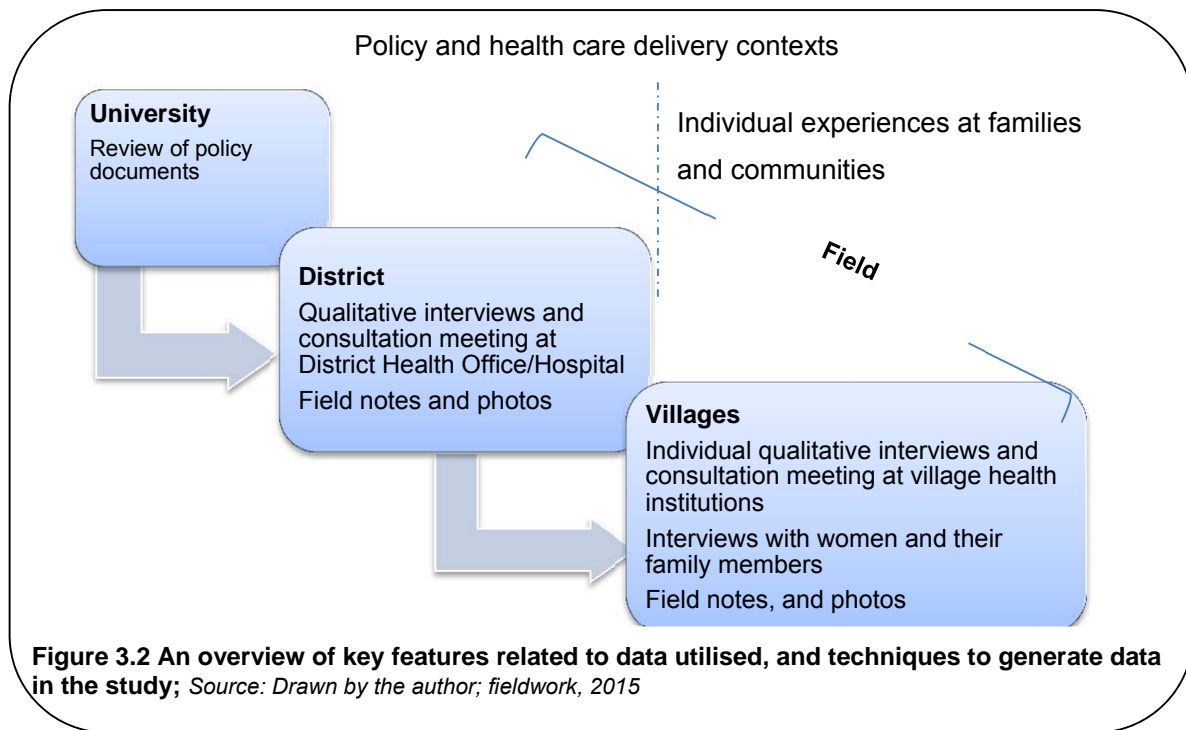 Policy and health care delivery contexts
University
Review of policy
documents
Individual experiences at families
and communities
Field
District
Qualitative interviews and
consultation meeting at
District Health Office/Hospital
Field notes and photos
Villages
Individual qualitative interviews and
consultation meeting at village health
institutions
Interviews with women and their
family members
Field notes, and photos
Figure 3.2 An overview of key features related to data utilised, and techniques to generate data
in the study; Source: Drawn by the author; fieldwork, 2015